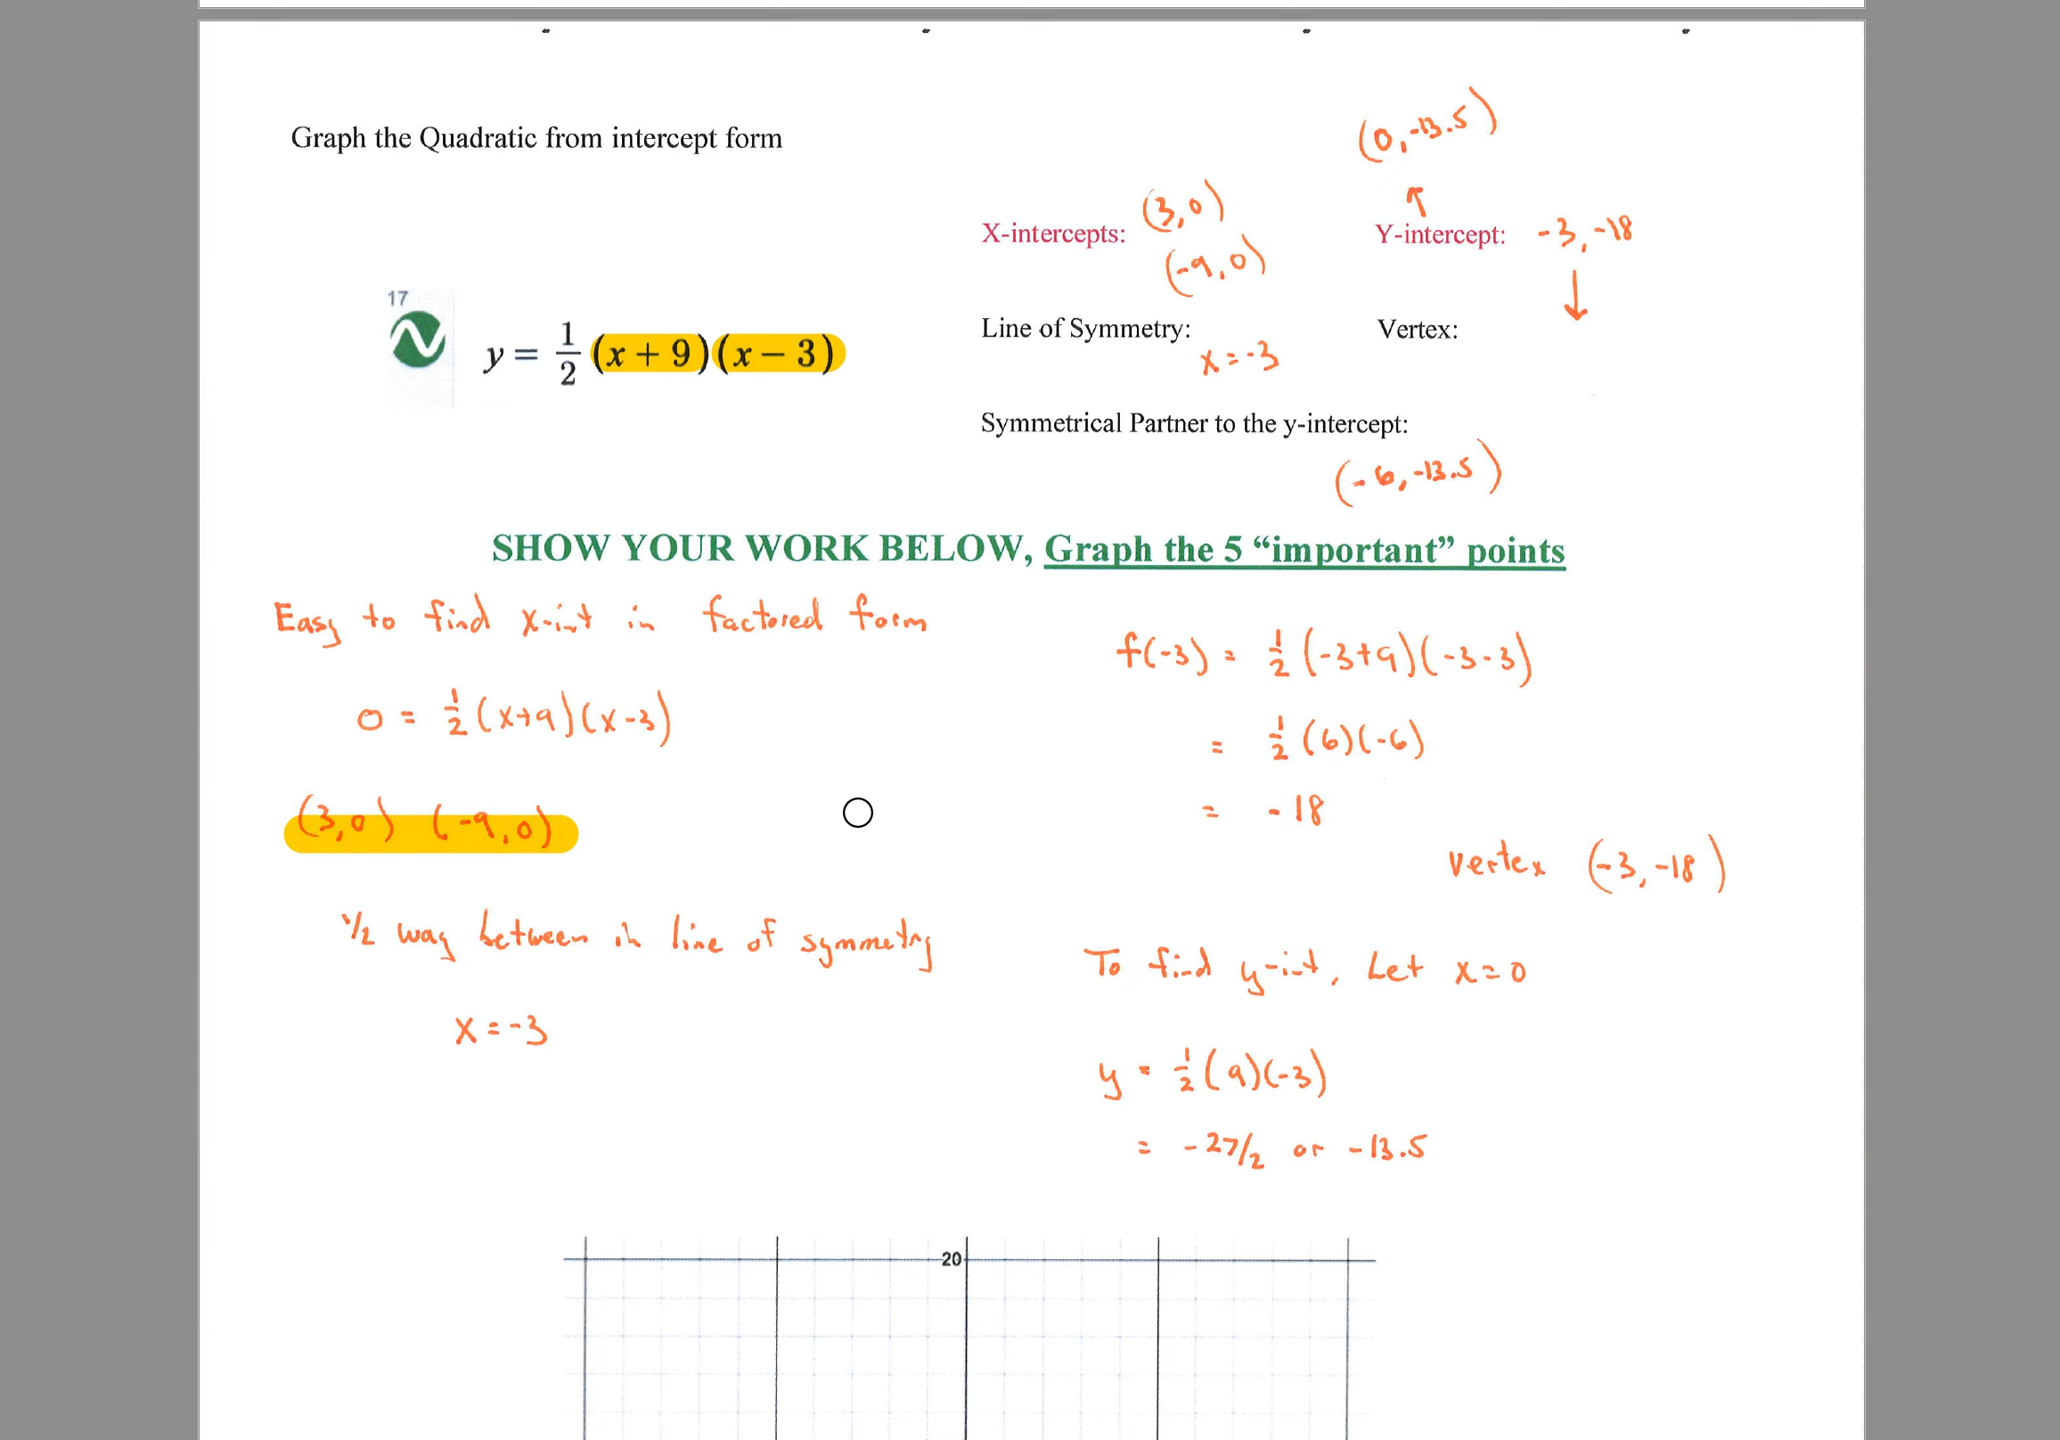 Graph the Quadratic from intercept form
(0,-13.5)
↑
X-intercepts: (3,0)
(-9,0)
Y-intercept: -3,-18
↓
17
y = 1/2 (x + 9)(x − 3)
Line of Symmetry:
x = -3
Vertex:
Symmetrical Partner to the y-intercept:
(-6,-13.5)
SHOW YOUR WORK BELOW, Graph the 5 “important” points
Easy to find x-int in factored form
0 = 1/2 (x+9)(x-3)
(3,0) (-9,0)
1/2 way between in line of symmetry
x = -3
f(-3) = 1/2 (-3+9)(-3-3)
= 1/2 (6)(-6)
= -18
vertex (-3,-18)
To find y-int, Let x=0
y = 1/2 (9)(-3)
= -27/2 or -13.5
20